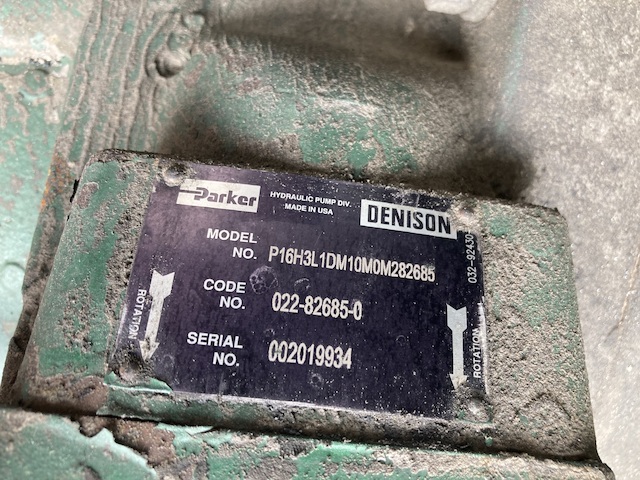 Parker
HYDRAULIC PUMP DIV.
MADE IN USA
DENISON
MODEL
NO.
P16H3L1DM10M0M282685
CODE
NO.
022-82685-0
SERIAL
NO.
002019934
ROTATION
ROTATION
032-92430